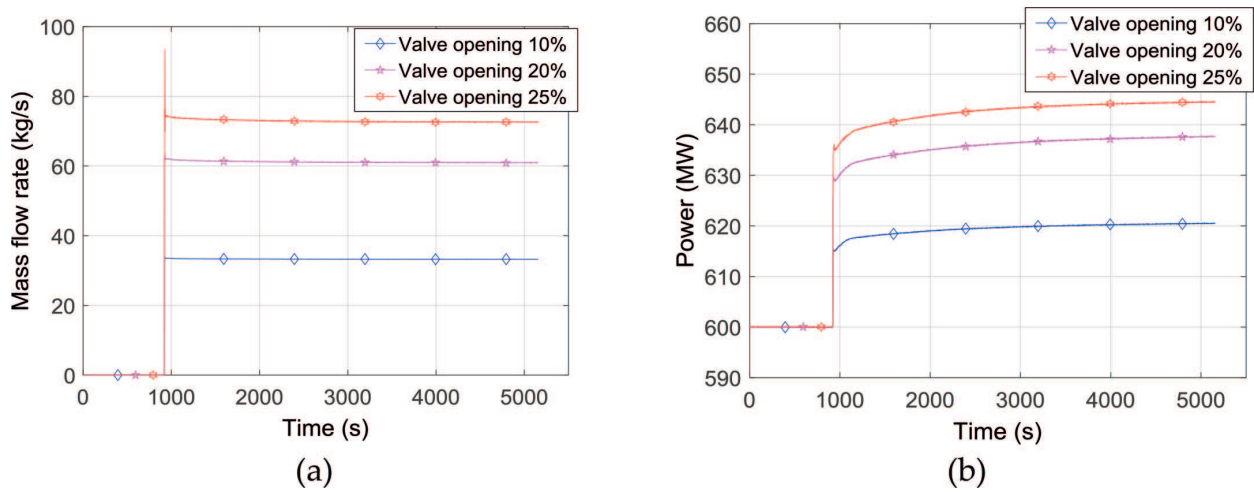 100
80
60
40
20
0
Mass flow rate (kg/s)
Valve opening 10%
Valve opening 20%
Valve opening 25%
0 1000 2000 3000 4000 5000
Time (s)
(a)
660
650
640
630
620
610
600
590
Power (MW)
Valve opening 10%
Valve opening 20%
Valve opening 25%
0 1000 2000 3000 4000 5000
Time (s)
(b)